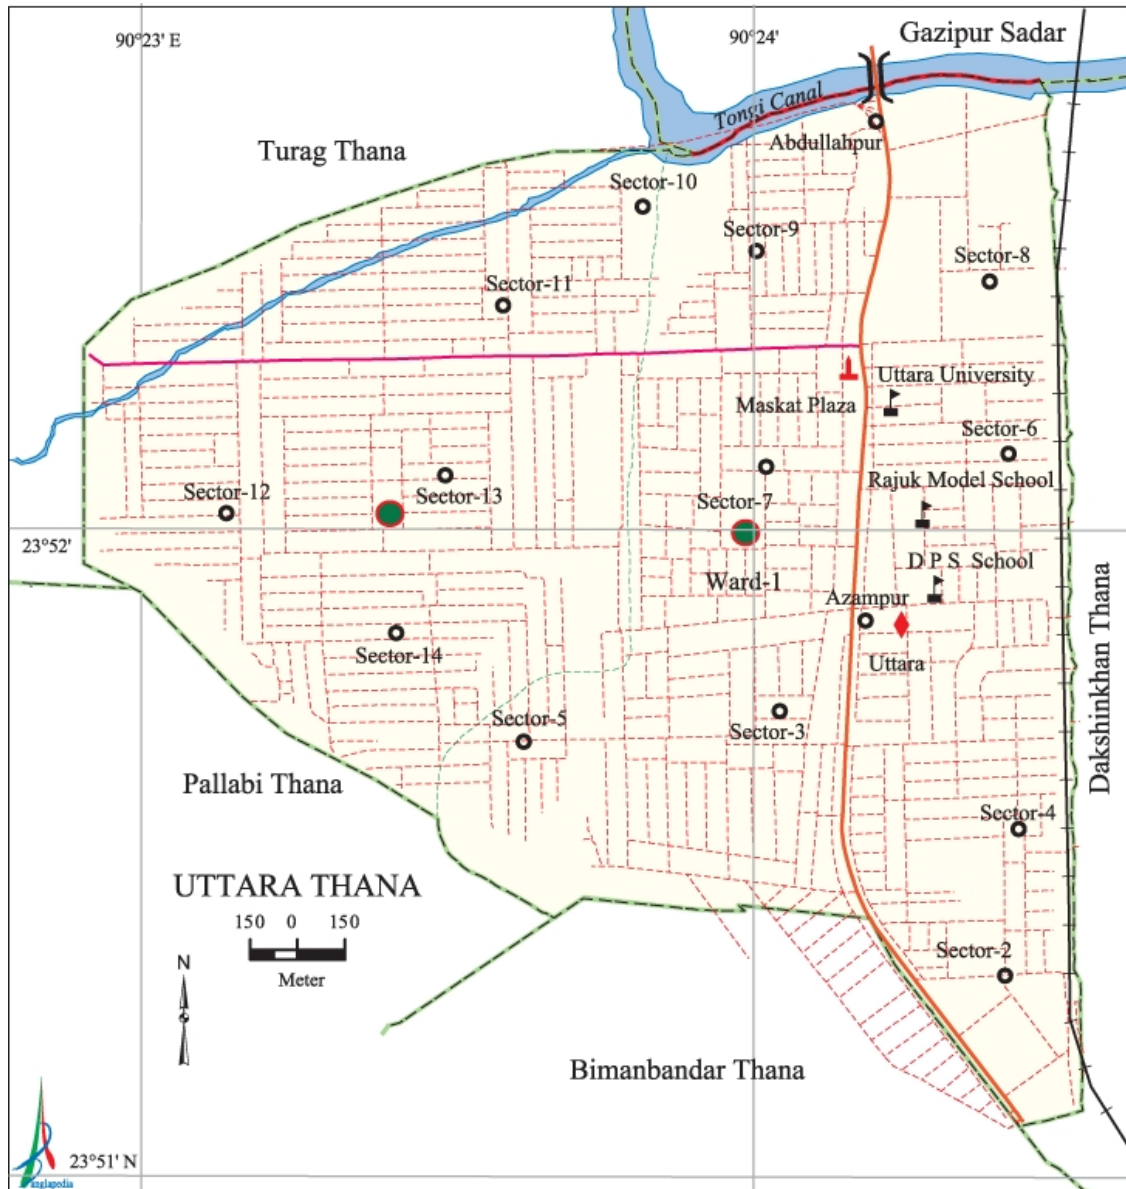 90°23' E
90°24'
Gazipur Sadar
Tongi Canal
Abdullahpur
Turag Thana
Sector-10
Sector-9
Sector-8
Sector-11
Uttara University
Maskat Plaza
Sector-6
Rajuk Model School
Sector-12
Sector-13
Sector-7
23°52'
D P S School
Ward-1
Azampur
Dakshinkhan Thana
Sector-14
Uttara
Sector-5
Sector-3
Pallabi Thana
Sector-4
UTTARA THANA
150 0 150
Meter
Sector-2
N
Bimanbandar Thana
23°51' N
anglapedia